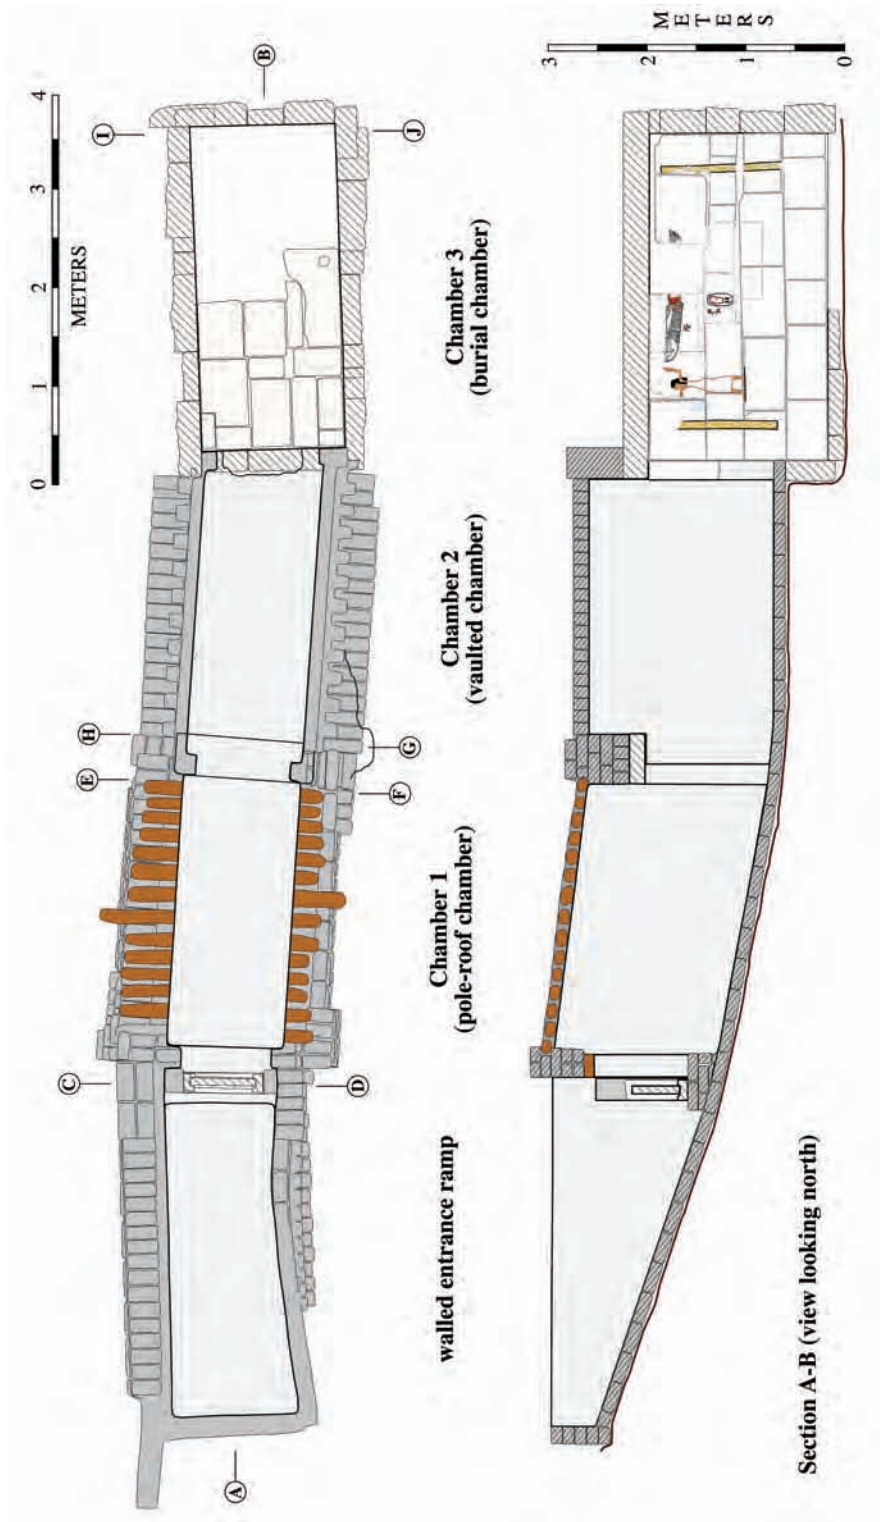 0 1 2 3 4
METERS
C E H I
A B
D F G J
walled entrance ramp
Chamber 1
(pole-roof chamber)
Chamber 2
(vaulted chamber)
Chamber 3
(burial chamber)
3
2
1
0
METERS
Section A-B (view looking north)